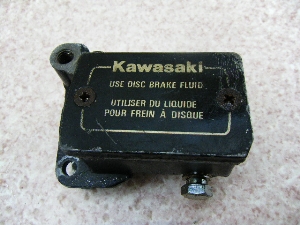 Kawasaki
USE DISC BRAKE FLUID
UTILISER DU LIQUIDE
POUR FREIN À DISQUE